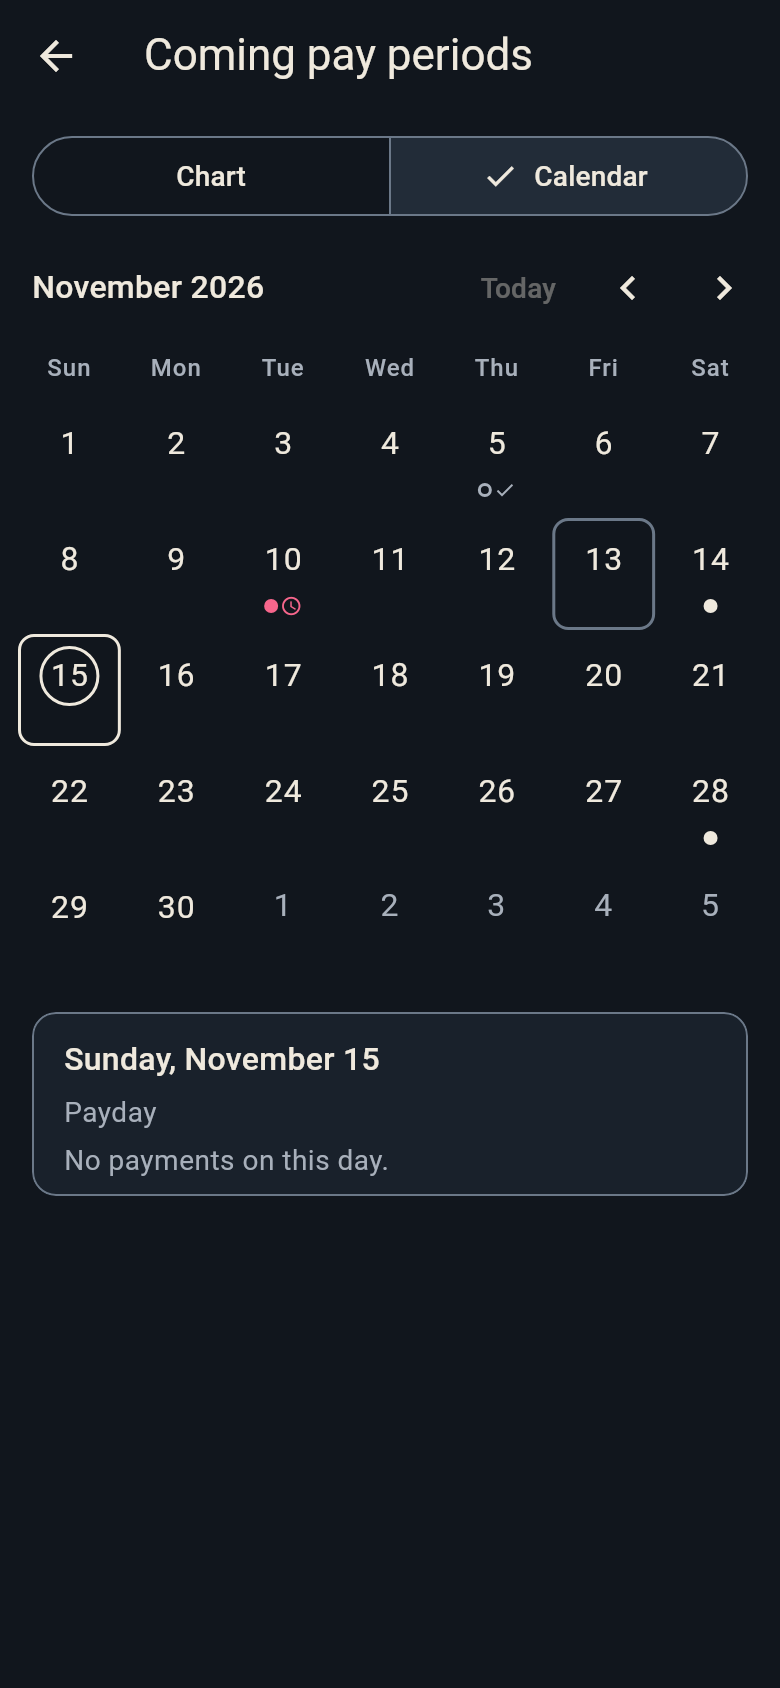 Coming pay periods
Chart
Calendar
November 2026 Today
Sun Mon Tue Wed Thu Fri Sat
1 2 3 4 5 6 7
8 9 10 11 12 13 14
15 16 17 18 19 20 21
22 23 24 25 26 27 28
29 30 1 2 3 4 5
Sunday, November 15
Payday
No payments on this day.